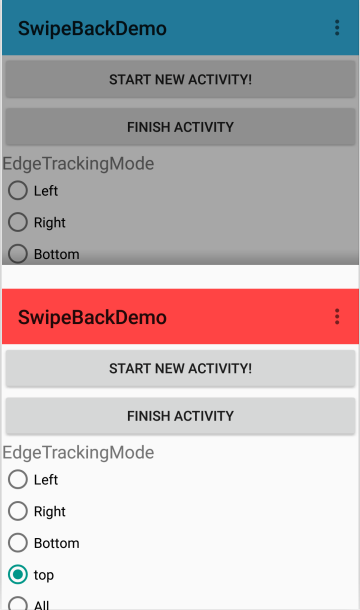 SwipeBackDemo
START NEW ACTIVITY!
FINISH ACTIVITY
EdgeTrackingMode
Left
Right
Bottom
SwipeBackDemo
START NEW ACTIVITY!
FINISH ACTIVITY
EdgeTrackingMode
Left
Right
Bottom
top
All